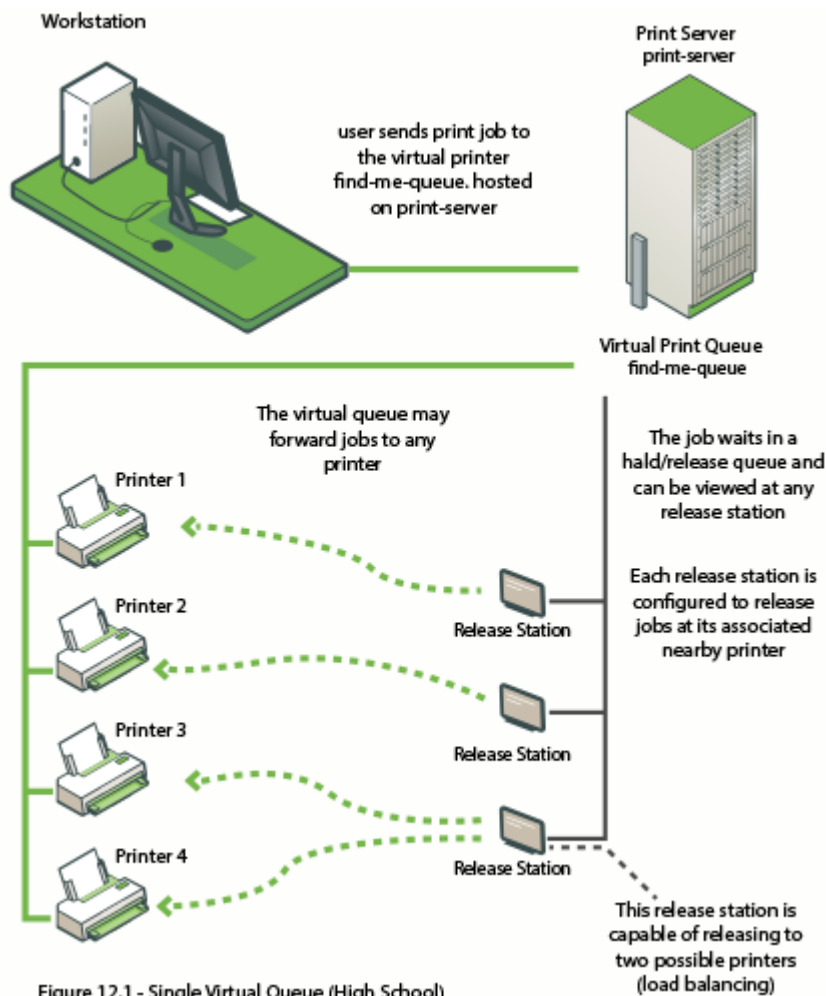 Workstation
Print Server
print-server
user sends print job to
the virtual printer
find-me-queue. hosted
on print-server
Virtual Print Queue
find-me-queue
The virtual queue may
forward jobs to any
printer
The job waits in a
hald/release queue and
can be viewed at any
release station
Printer 1
Each release station is
configured to release
jobs at its associated
nearby printer
Release Station
Printer 2
Release Station
Printer 3
Release Station
Printer 4
This release station is
capable of releasing to
two possible printers
(load balancing)
Figure 12.1 - Single Virtual Queue (High School)